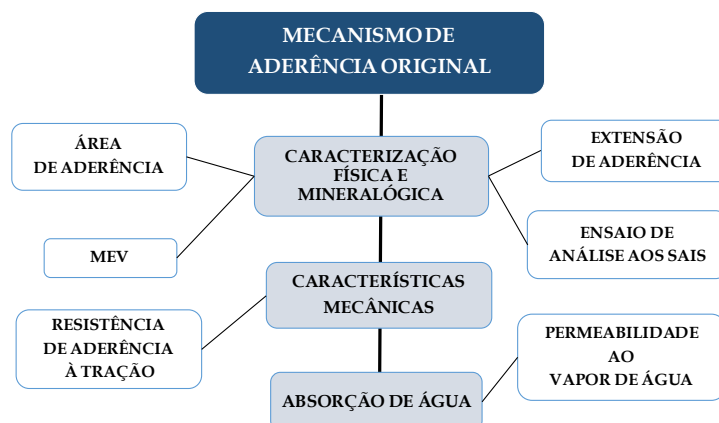 MECANISMO DE
ADERÊNCIA ORIGINAL
ÁREA
DE ADERÊNCIA
CARACTERIZAÇÃO
FÍSICA E
MINERALÓGICA
EXTENSÃO
DE ADERÊNCIA
MEV
ENSAIO DE
ANÁLISE AOS SAIS
CARACTERÍSTICAS
MECÂNICAS
RESISTÊNCIA
DE ADERÊNCIA
À TRAÇÃO
PERMEABILIDADE
AO
VAPOR DE ÁGUA
ABSORÇÃO DE ÁGUA